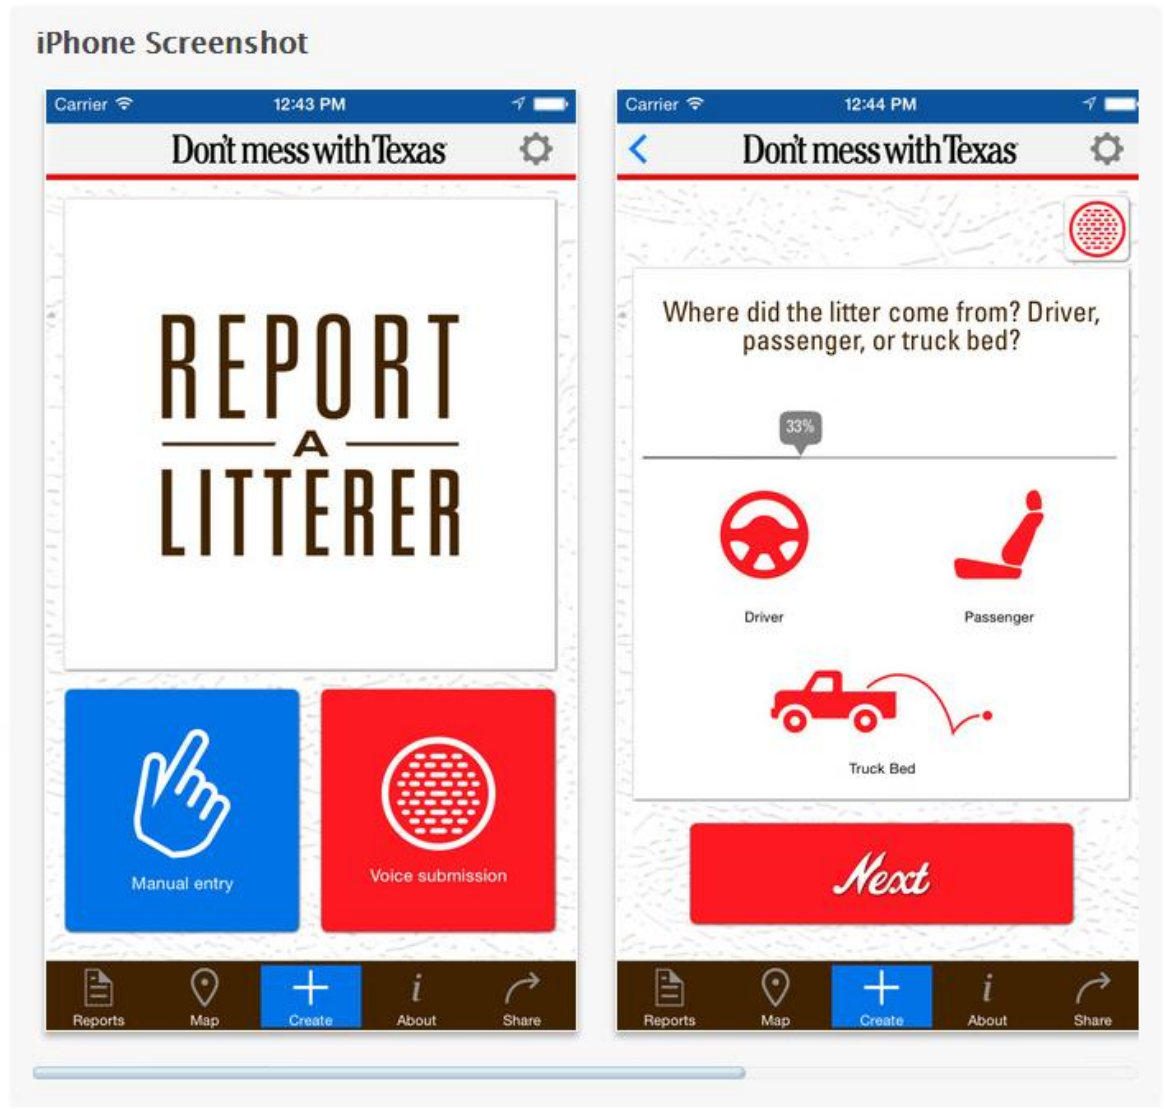 iPhone Screenshot
Carrier 12:43 PM
Don't mess with Texas
REPORT
A
LITTERER
Manual entry
Voice submission
Reports Map Create About Share
Carrier 12:44 PM
Don't mess with Texas
Where did the litter come from? Driver,
passenger, or truck bed?
33%
Driver
Passenger
Truck Bed
Next
Reports Map Create About Share